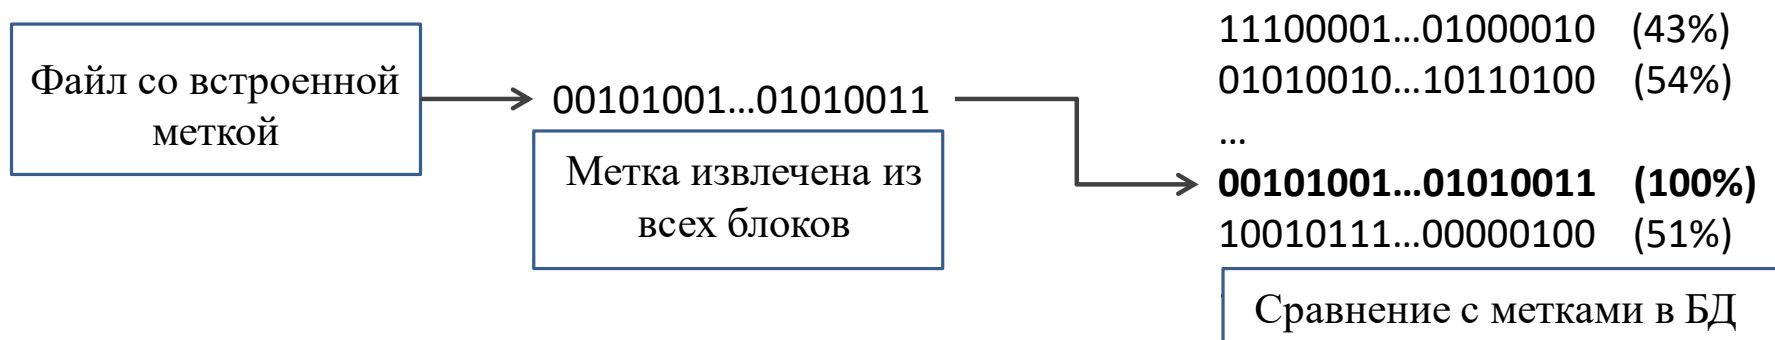 Файл со встроенной
меткой
00101001...01010011
Метка извлечена из
всех блоков
11100001...01000010 (43%)
01010010...10110100 (54%)
...
00101001...01010011 (100%)
10010111...00000100 (51%)
Сравнение с метками в БД